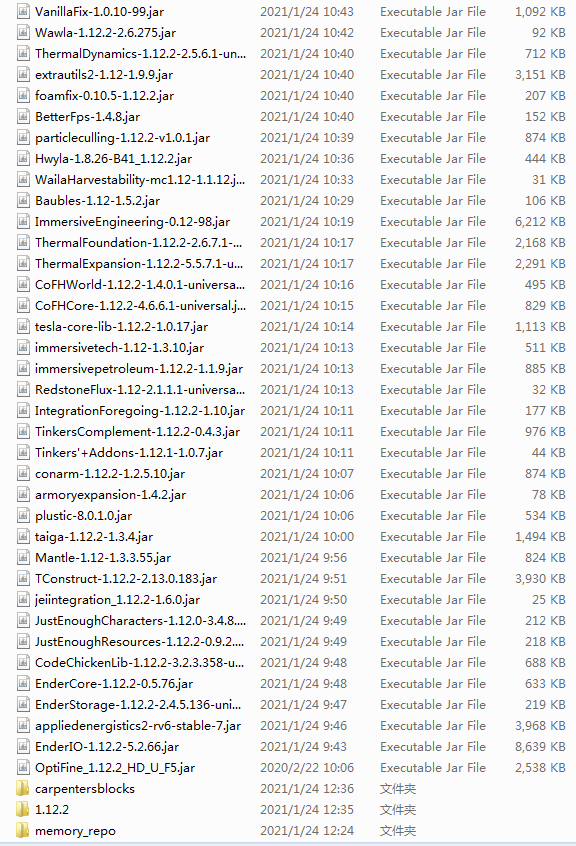 VanillaFix-1.0.10-99.jar 2021/1/24 10:43 Executable Jar File 1,092 KB
Wawla-1.12.2-2.6.275.jar 2021/1/24 10:42 Executable Jar File 92 KB
ThermalDynamics-1.12.2-2.5.6.1-un... 2021/1/24 10:40 Executable Jar File 712 KB
extrautils2-1.12-1.9.9.jar 2021/1/24 10:40 Executable Jar File 3,151 KB
foamfix-0.10.5-1.12.2.jar 2021/1/24 10:40 Executable Jar File 207 KB
BetterFps-1.4.8.jar 2021/1/24 10:40 Executable Jar File 152 KB
particleculling-1.12.2-v1.0.1.jar 2021/1/24 10:39 Executable Jar File 874 KB
Hwyla-1.8.26-B41_1.12.2.jar 2021/1/24 10:36 Executable Jar File 444 KB
WailaHarvestability-mc1.12-1.1.12.j... 2021/1/24 10:33 Executable Jar File 31 KB
Baubles-1.12-1.5.2.jar 2021/1/24 10:29 Executable Jar File 106 KB
ImmersiveEngineering-0.12-98.jar 2021/1/24 10:19 Executable Jar File 6,212 KB
ThermalFoundation-1.12.2-2.6.7.1-... 2021/1/24 10:17 Executable Jar File 2,168 KB
ThermalExpansion-1.12.2-5.5.7.1-u... 2021/1/24 10:17 Executable Jar File 2,291 KB
CoFHWorld-1.12.2-1.4.0.1-universa... 2021/1/24 10:16 Executable Jar File 495 KB
CoFHCore-1.12.2-4.6.6.1-universal.j... 2021/1/24 10:15 Executable Jar File 829 KB
tesla-core-lib-1.12.2-1.0.17.jar 2021/1/24 10:14 Executable Jar File 1,113 KB
immersivetech-1.12-1.3.10.jar 2021/1/24 10:13 Executable Jar File 511 KB
immersivepetroleum-1.12.2-1.1.9.jar 2021/1/24 10:13 Executable Jar File 885 KB
RedstoneFlux-1.12-2.1.1.1-universa... 2021/1/24 10:13 Executable Jar File 32 KB
IntegrationForegoing-1.12.2-1.10.jar 2021/1/24 10:11 Executable Jar File 177 KB
TinkersComplement-1.12.2-0.4.3.jar 2021/1/24 10:11 Executable Jar File 976 KB
Tinkers'+Addons-1.12.1-1.0.7.jar 2021/1/24 10:11 Executable Jar File 44 KB
conarm-1.12.2-1.2.5.10.jar 2021/1/24 10:07 Executable Jar File 874 KB
armoryexpansion-1.4.2.jar 2021/1/24 10:06 Executable Jar File 78 KB
plustic-8.0.1.0.jar 2021/1/24 10:06 Executable Jar File 534 KB
taiga-1.12.2-1.3.4.jar 2021/1/24 10:00 Executable Jar File 1,494 KB
Mantle-1.12-1.3.3.55.jar 2021/1/24 9:56 Executable Jar File 824 KB
TConstruct-1.12.2-2.13.0.183.jar 2021/1/24 9:51 Executable Jar File 3,930 KB
jeiintegration_1.12.2-1.6.0.jar 2021/1/24 9:50 Executable Jar File 25 KB
JustEnoughCharacters-1.12.0-3.4.8.... 2021/1/24 9:49 Executable Jar File 212 KB
JustEnoughResources-1.12.2-0.9.2.... 2021/1/24 9:49 Executable Jar File 218 KB
CodeChickenLib-1.12.2-3.2.3.358-u... 2021/1/24 9:48 Executable Jar File 688 KB
EnderCore-1.12.2-0.5.76.jar 2021/1/24 9:48 Executable Jar File 633 KB
EnderStorage-1.12.2-2.4.5.136-uni... 2021/1/24 9:47 Executable Jar File 219 KB
appliedenergistics2-rv6-stable-7.jar 2021/1/24 9:46 Executable Jar File 3,968 KB
EnderIO-1.12.2-5.2.66.jar 2021/1/24 9:43 Executable Jar File 8,639 KB
OptiFine_1.12.2_HD_U_F5.jar 2020/2/22 10:06 Executable Jar File 2,538 KB
carpentersblocks 2021/1/24 12:36 文件夹
1.12.2 2021/1/24 12:35 文件夹
memory_repo 2021/1/24 12:24 文件夹